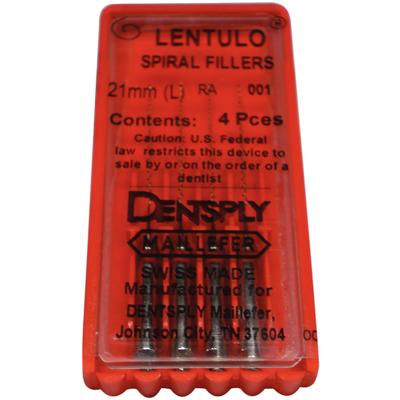 LENTULO ®
SPIRAL FILLERS
21mm (L) RA 001
Contents: 4 Pces
Caution: U.S. Federal
law restricts this device to
sale by or on the order of a
dentist
DENTSPLY
MAILLEFER
SWISS MADE
Manufactured for
DENTSPLY Maillefer,
Johnson City, TN 37604